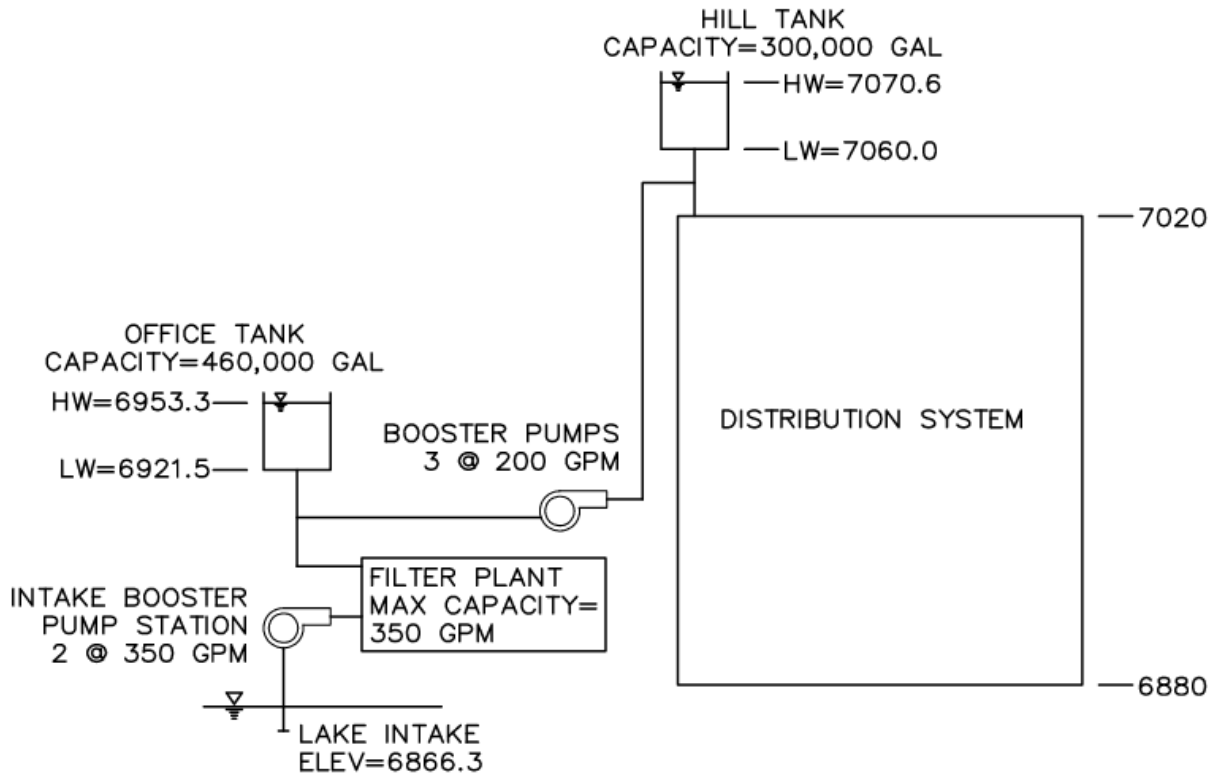 HILL TANK
CAPACITY=300,000 GAL
HW=7070.6
LW=7060.0
7020
OFFICE TANK
CAPACITY=460,000 GAL
HW=6953.3
LW=6921.5
BOOSTER PUMPS
3 @ 200 GPM
DISTRIBUTION SYSTEM
FILTER PLANT
MAX CAPACITY=
350 GPM
INTAKE BOOSTER
PUMP STATION
2 @ 350 GPM
6880
LAKE INTAKE
ELEV=6866.3